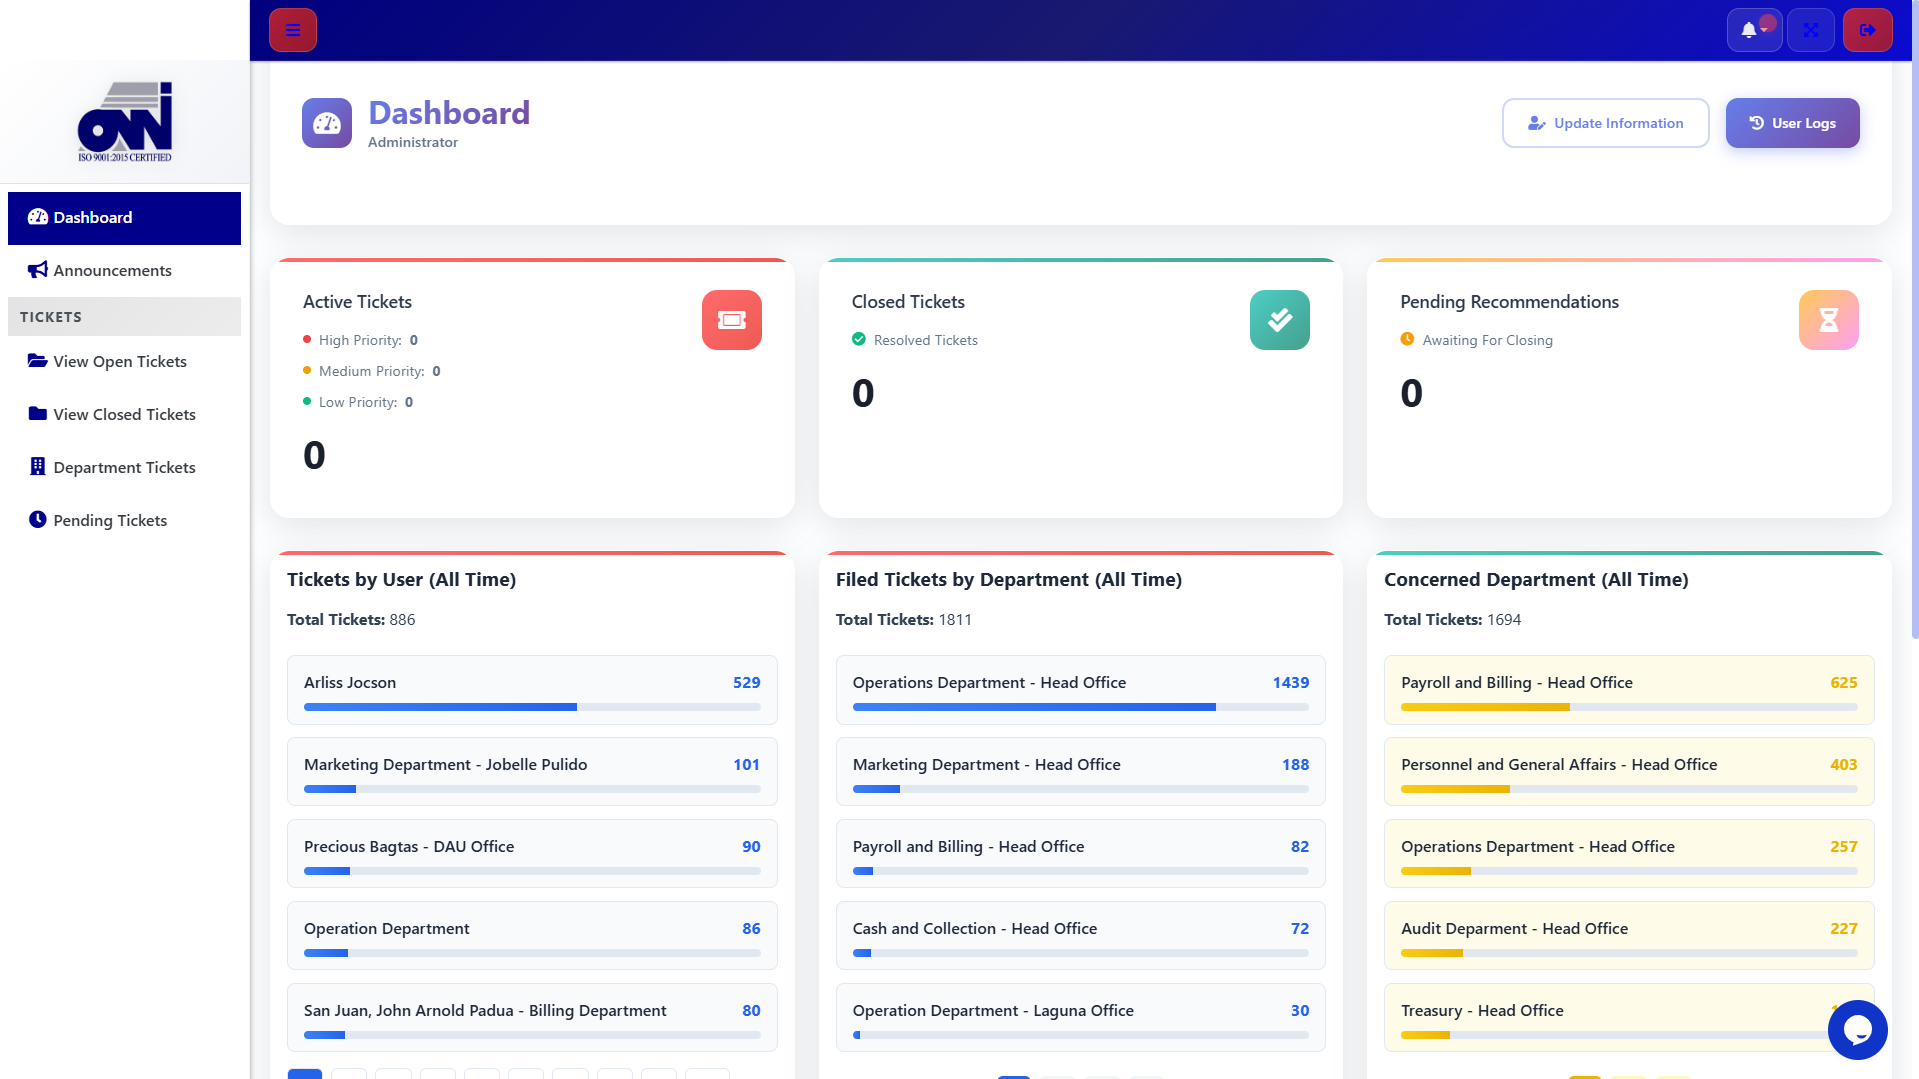 ISO 9001:2015 CERTIFIED
Dashboard
Announcements
TICKETS
View Open Tickets
View Closed Tickets
Department Tickets
Pending Tickets
Dashboard
Administrator
Update Information
User Logs
Active Tickets
High Priority: 0
Medium Priority: 0
Low Priority: 0
0
Closed Tickets
Resolved Tickets
0
Pending Recommendations
Awaiting For Closing
0
Tickets by User (All Time)
Total Tickets: 886
Arliss Jocson 529
Marketing Department - Jobelle Pulido 101
Precious Bagtas - DAU Office 90
Operation Department 86
San Juan, John Arnold Padua - Billing Department 80
Filed Tickets by Department (All Time)
Total Tickets: 1811
Operations Department - Head Office 1439
Marketing Department - Head Office 188
Payroll and Billing - Head Office 82
Cash and Collection - Head Office 72
Operation Department - Laguna Office 30
Concerned Department (All Time)
Total Tickets: 1694
Payroll and Billing - Head Office 625
Personnel and General Affairs - Head Office 403
Operations Department - Head Office 257
Audit Deparment - Head Office 227
Treasury - Head Office